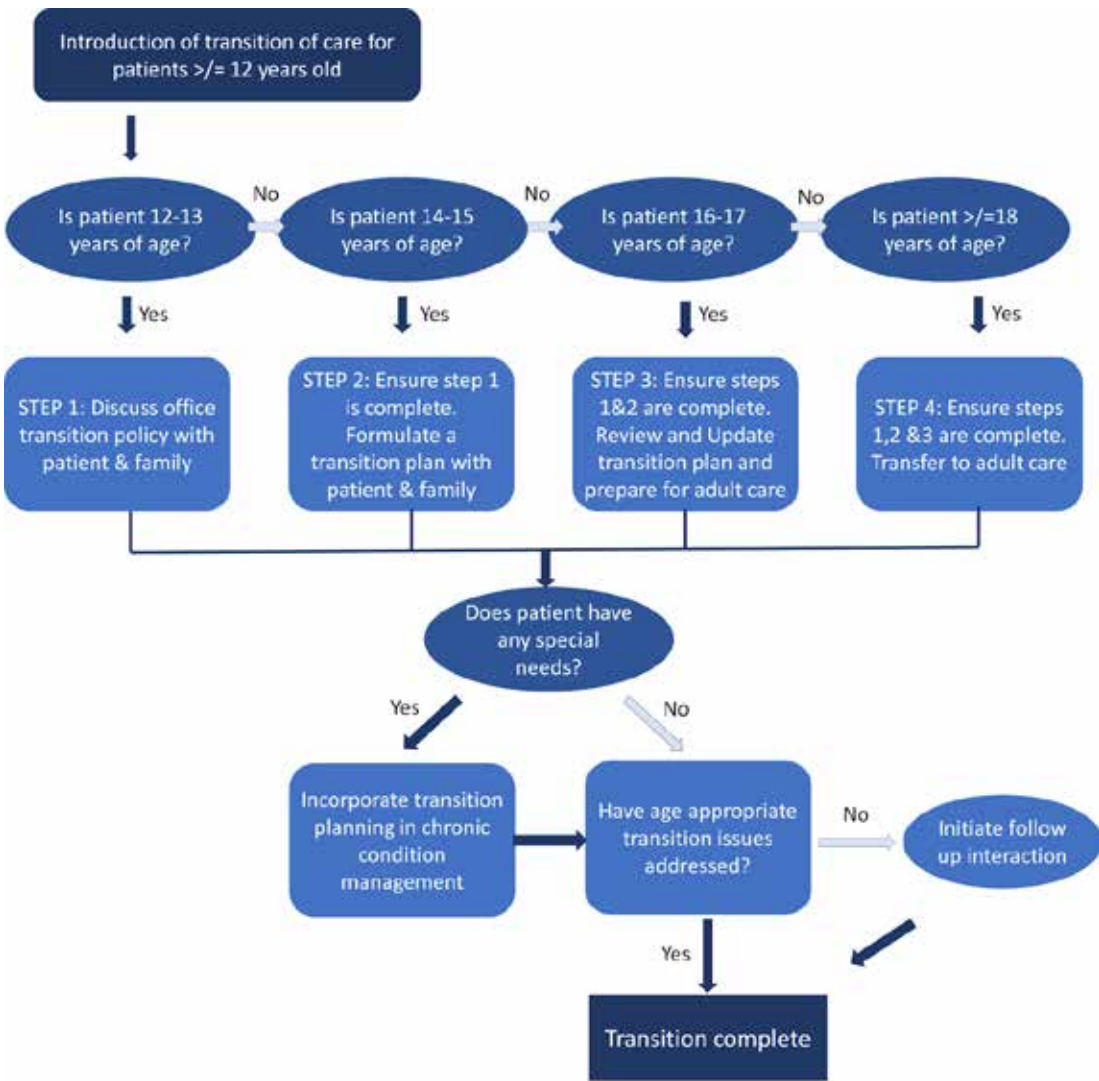 Introduction of transition of care for
patients >/= 12 years old
Is patient 12-13
years of age?
No
Is patient 14-15
years of age?
No
Is patient 16-17
years of age?
No
Is patient >/=18
years of age?
Yes
Yes
Yes
Yes
STEP 1: Discuss office
transition policy with
patient & family
STEP 2: Ensure step 1
is complete.
Formulate a
transition plan with
patient & family
STEP 3: Ensure steps
1&2 are complete.
Review and Update
transition plan and
prepare for adult care
STEP 4: Ensure steps
1,2 &3 are complete.
Transfer to adult care
Does patient have
any special
needs?
Yes
No
Incorporate transition
planning in chronic
condition
management
Have age appropriate
transition issues
addressed?
No
Initiate follow
up interaction
Yes
Transition complete